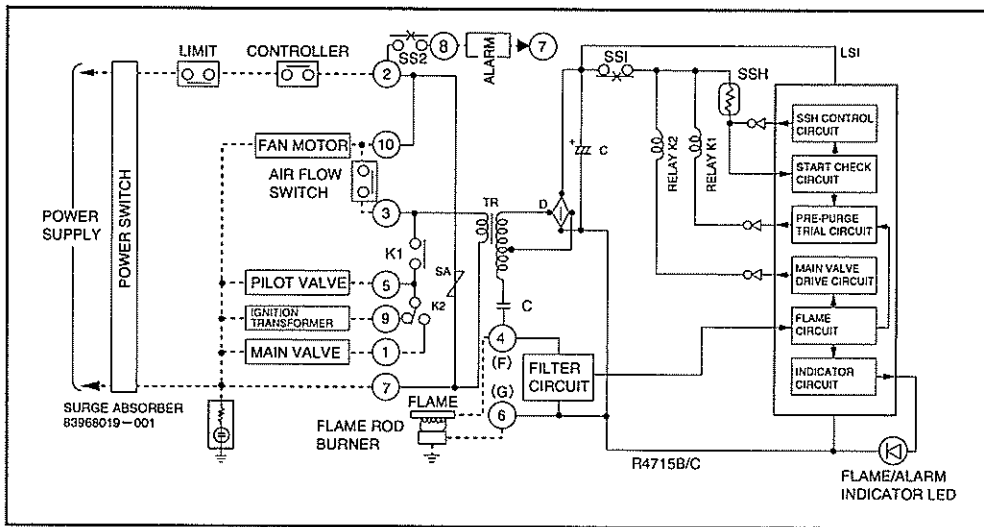 LIMIT
CONTROLLER
2
SS2
8
ALARM
7
LSI
SS1
SSH
SSH CONTROL
CIRCUIT
START CHECK
CIRCUIT
PRE-PURGE
TRIAL CIRCUIT
MAIN VALVE
DRIVE CIRCUIT
FLAME
CIRCUIT
INDICATOR
CIRCUIT
RELAY K2
RELAY K1
+
C
FAN MOTOR
10
AIR FLOW
SWITCH
3
TR
D
POWER
SUPPLY
POWER SWITCH
K1
SA
PILOT VALVE
5
K2
IGNITION
TRANSFORMER
9
MAIN VALVE
1
C
4
(F)
7
FILTER
CIRCUIT
(G)
6
FLAME
FLAME ROD
BURNER
SURGE ABSORBER
83968019-001
R4715B/C
FLAME/ALARM
INDICATOR LED